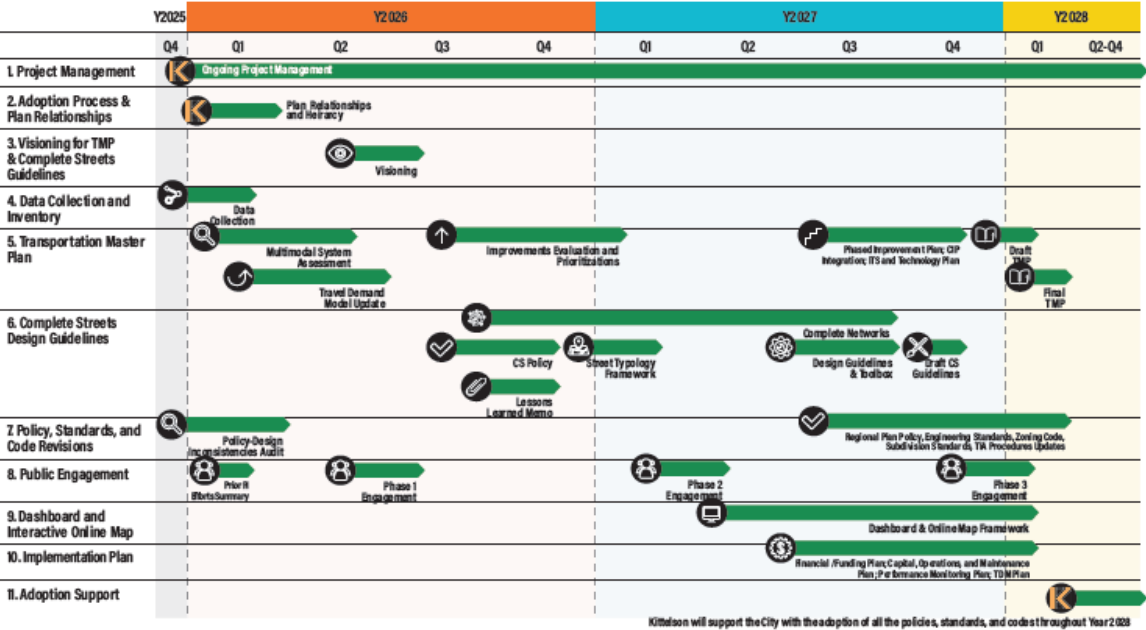 Y2025 Y2026 Y2027 Y2028
Q4 Q1 Q2 Q3 Q4 Q1 Q2 Q3 Q4 Q1 Q2-Q4
1. Project Management
Ongoing Project Management
2. Adoption Process &
Plan Relationships
Plan Relationships
and Heirarcy
3. Visioning for TMP
& Complete Streets
Guidelines
Visioning
4. Data Collection and
Inventory
Data
Collection
5. Transportation Master
Plan
Multimodal System
Assessment
Improvements Evaluation and
Prioritizations
Phased Improvement Plan; CIP
Integration; ITS and Technology Plan
Draft
TMP
Travel Demand
Model Update
Final
TMP
6. Complete Streets
Design Guidelines
Complete Networks
CS Policy
Street Typology
Framework
Design Guidelines
& Toolbox
Draft CS
Guidelines
Lessons
Learned Memo
7. Policy, Standards, and
Code Revisions
Policy-Design
Inconsistencies Audit
Regional Plan Policy, Engineering Standards, Zoning Code,
Subdivision Standards, TIA Procedures Updates
8. Public Engagement
Prior PI
Efforts Summary
Phase 1
Engagement
Phase 2
Engagement
Phase 3
Engagement
9. Dashboard and
Interactive Online Map
Dashboard & Online Map Framework
10. Implementation Plan
Financial /Funding Plan; Capital, Operations, and Maintenance
Plan; Performance Monitoring Plan; TDM Plan
11. Adoption Support
Kittelson will support the City with the adoption of all the policies, standards, and codes throughout Year 2028